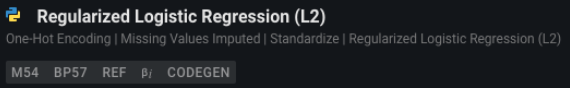 Regularized Logistic Regression (L2)
One-Hot Encoding | Missing Values Imputed | Standardize | Regularized Logistic Regression (L2)
M54 BP57 REF βi CODEGEN